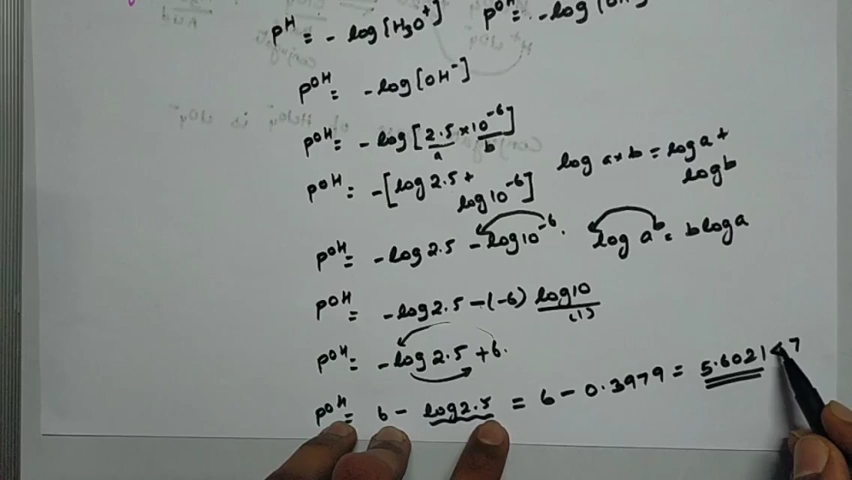 pH = -log[H3O+] pOH = -log[OH
pOH = -log[OH-]
pOH = -log[2.5 × 10^-6]
a b
log a×b = log a + log b
pOH = -[log 2.5 + log 10^-6]
pOH = -log 2.5 - log 10^-6. log a^b = b log a
pOH = -log 2.5 -(-6) log 10
(1)
pOH = -log 2.5 + 6.
pOH = 6 - log 2.5 = 6 - 0.3979 = 5.6021 < 7